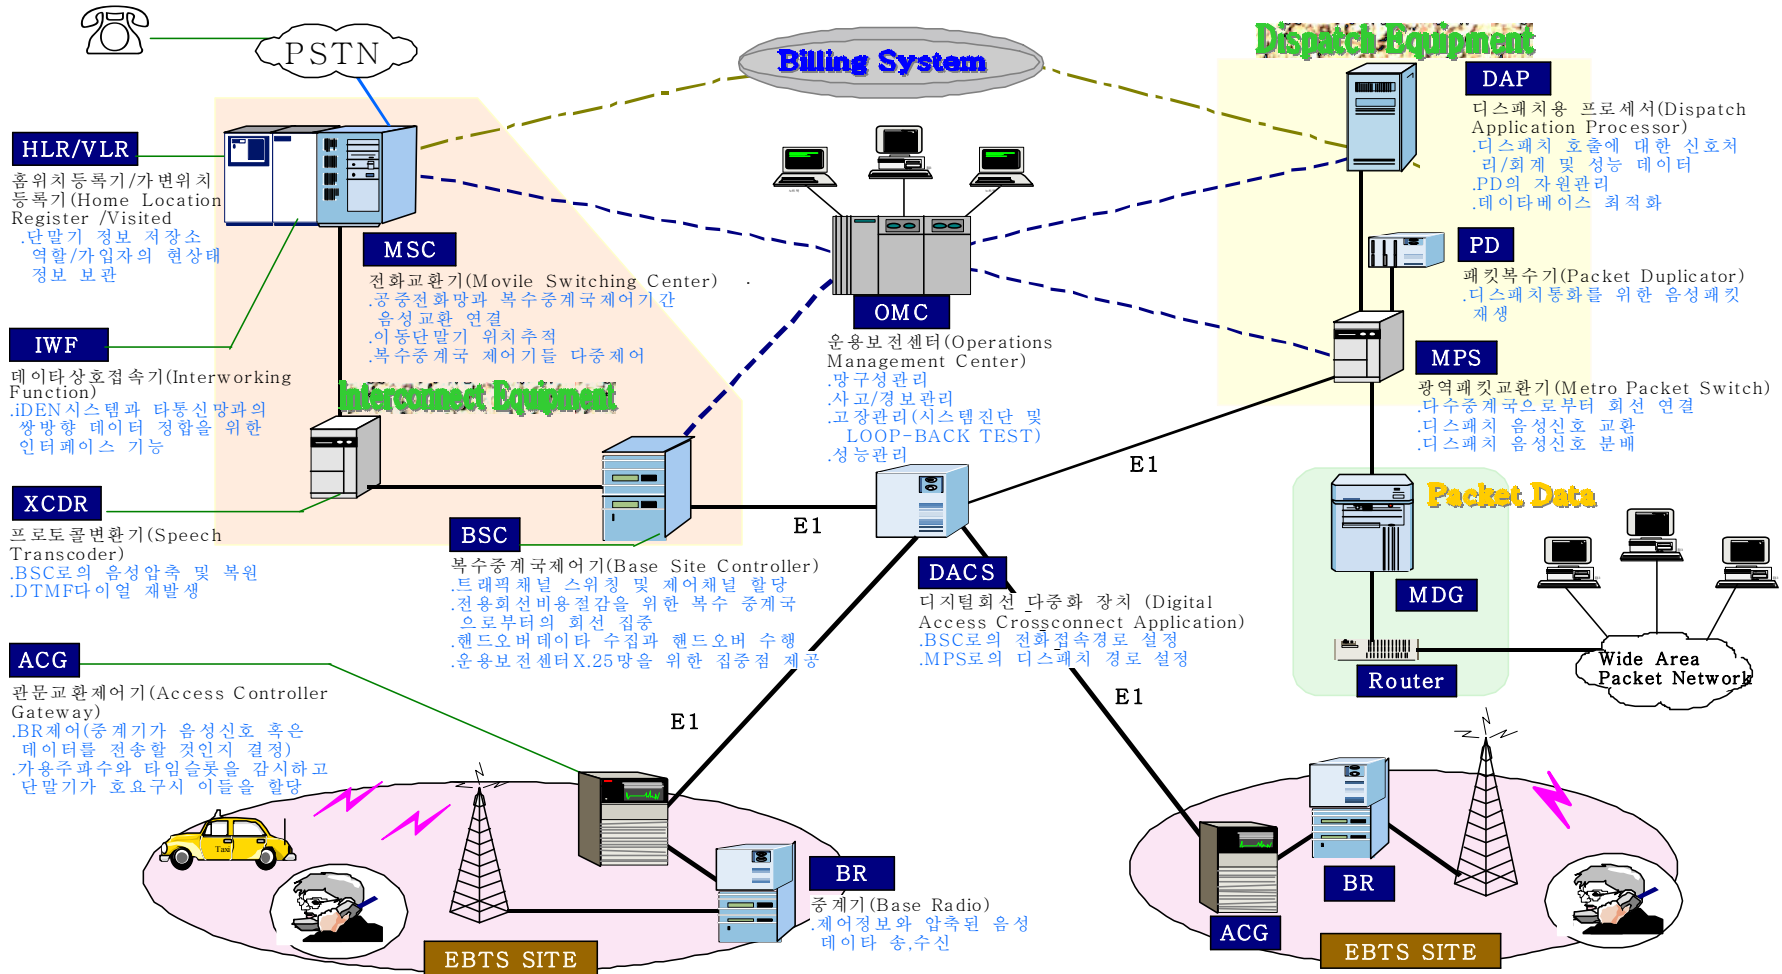 PSTN
Billing System
Dispatch Equipment
DAP
디스패치용 프로세서(Dispatch
Application Processor)
.디스패치 호출에 대한 신호처
리/회계 및 성능 데이터
.PD의 자원관리
.데이타베이스 최적화
HLR/VLR
홈위치등록기/가변위치
등록기(Home Location
Register /Visited
.단말기 정보 저장소
역할/가입자의 현상태
정보 보관
MSC
전화교환기(Movile Switching Center)
.공중전화망과 복수중계국제어기간
음성교환 연결
.이동단말기 위치추적
.복수중계국 제어기들 다중제어
PD
패킷복수기(Packet Duplicator)
.디스패치통화를 위한 음성패킷
재생
OMC
운용보전센터(Operations
Management Center)
.망구성관리
.사고/경보관리
.고장관리(시스템진단 및
LOOP-BACK TEST)
.성능관리
IWF
데이타상호접속기(Interworking
Function)
.iDEN시스템과 타통신망과의
쌍방향 데이터 정합을 위한
인터페이스 기능
Interconnect Equipment
MPS
광역패킷교환기(Metro Packet Switch)
.다수중계국으로부터 회선 연결
.디스패치 음성신호 교환
.디스패치 음성신호 분배
E1
XCDR
프로토콜변환기(Speech
Transcoder)
.BSC로의 음성압축 및 복원
.DTMF다이얼 재발생
Packet Data
E1
BSC
복수중계국제어기(Base Site Controller)
.트래픽채널 스위칭 및 제어채널 할당
.전용회선비용절감을 위한 복수 중계국
으로부터의 회선 집중
.핸드오버데이타 수집과 핸드오버 수행
.운용보전센터X.25망을 위한 집중점 제공
DACS
디지털회선 다중화 장치 (Digital
Access Crossconnect Application)
.BSC로의 전화접속경로 설정
.MPS로의 디스패치 경로 설정
MDG
Router
Wide Area
Packet Network
ACG
관문교환제어기(Access Controller
Gateway)
.BR제어(중계기가 음성신호 혹은
데이터를 전송할 것인지 결정)
.가용주파수와 타임슬롯을 감시하고
단말기가 호요구시 이들을 할당
E1
E1
Taxi
BR
중계기(Base Radio)
.제어정보와 압축된 음성
데이타 송,수신
EBTS SITE
BR
ACG
EBTS SITE